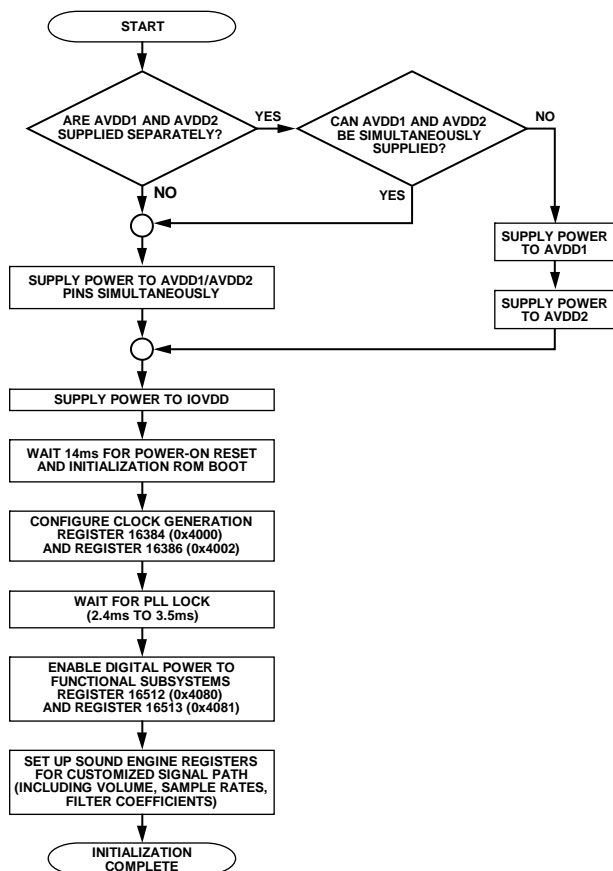 START
ARE AVDD1 AND AVDD2
SUPPLIED SEPARATELY?
YES
CAN AVDD1 AND AVDD2
BE SIMULTANEOUSLY
SUPPLIED?
NO
NO
YES
SUPPLY POWER
TO AVDD1
SUPPLY POWER TO AVDD1/AVDD2
PINS SIMULTANEOUSLY
SUPPLY POWER
TO AVDD2
SUPPLY POWER TO IOVDD
WAIT 14ms FOR POWER-ON RESET
AND INITIALIZATION ROM BOOT
CONFIGURE CLOCK GENERATION
REGISTER 16384 (0x4000)
AND REGISTER 16386 (0x4002)
WAIT FOR PLL LOCK
(2.4ms TO 3.5ms)
ENABLE DIGITAL POWER TO
FUNCTIONAL SUBSYSTEMS
REGISTER 16512 (0x4080)
AND REGISTER 16513 (0x4081)
SET UP SOUND ENGINE REGISTERS
FOR CUSTOMIZED SIGNAL PATH
(INCLUDING VOLUME, SAMPLE RATES,
FILTER COEFFICIENTS)
INITIALIZATION
COMPLETE